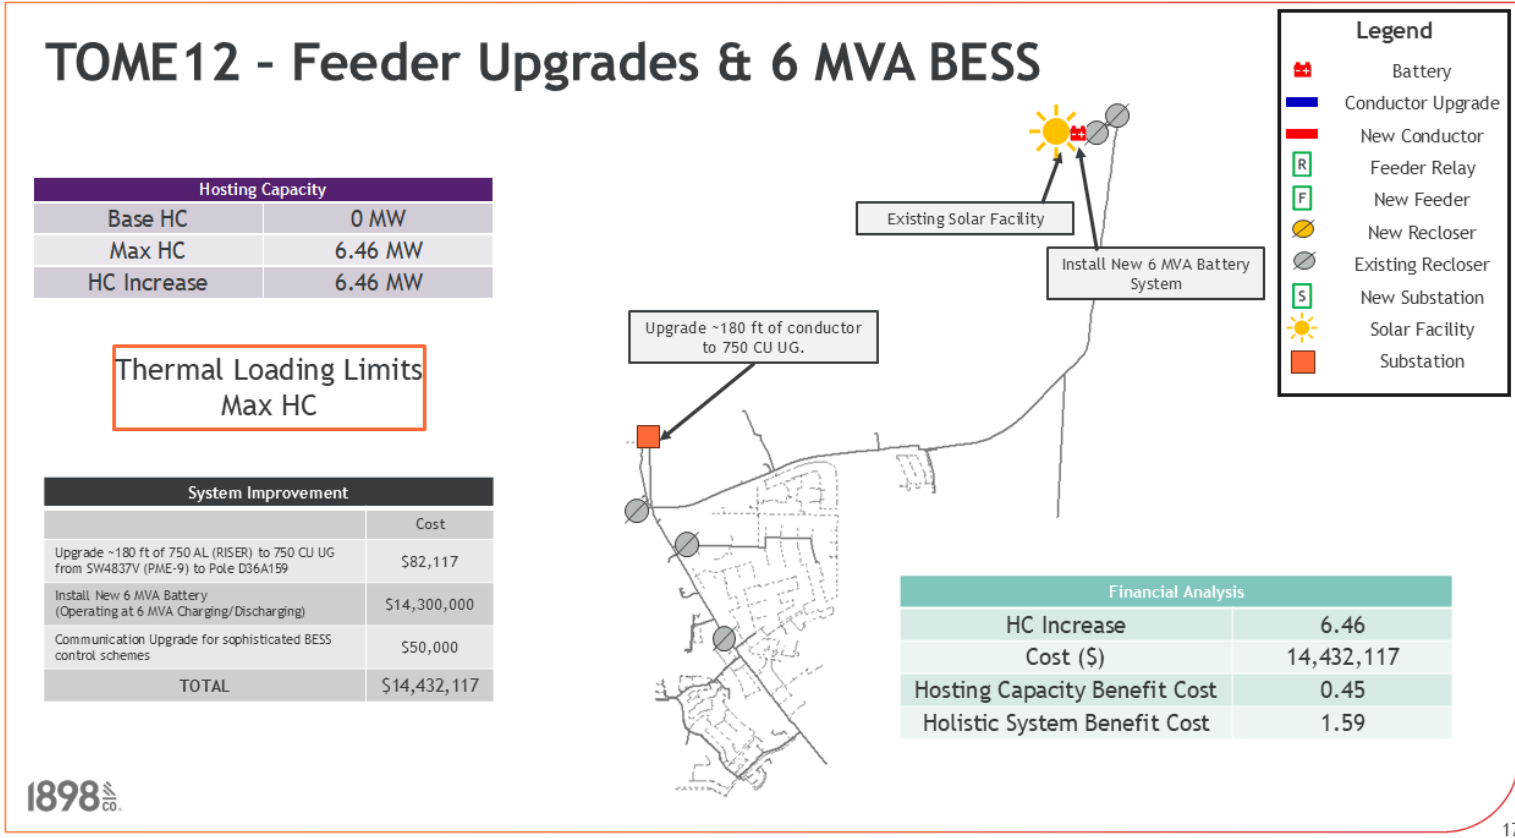 TOME12 – Feeder Upgrades & 6 MVA BESS
Hosting Capacity
Base HC 0 MW
Max HC 6.46 MW
HC Increase 6.46 MW
Thermal Loading Limits
Max HC
System Improvement
Cost
Upgrade ~180 ft of 750 AL (RISER) to 750 CU UG
from SW4837V (PME-9) to Pole D36A159
$82,117
Install New 6 MVA Battery
(Operating at 6 MVA Charging/Discharging)
$14,300,000
Communication Upgrade for sophisticated BESS
control schemes
$50,000
TOTAL $14,432,117
Existing Solar Facility
Install New 6 MVA Battery
System
Upgrade ~180 ft of conductor
to 750 CU UG.
Legend
Battery
Conductor Upgrade
New Conductor
R Feeder Relay
F New Feeder
New Recloser
Existing Recloser
S New Substation
Solar Facility
Substation
Financial Analysis
HC Increase 6.46
Cost ($) 14,432,117
Hosting Capacity Benefit Cost 0.45
Holistic System Benefit Cost 1.59
1898 & CO.
17